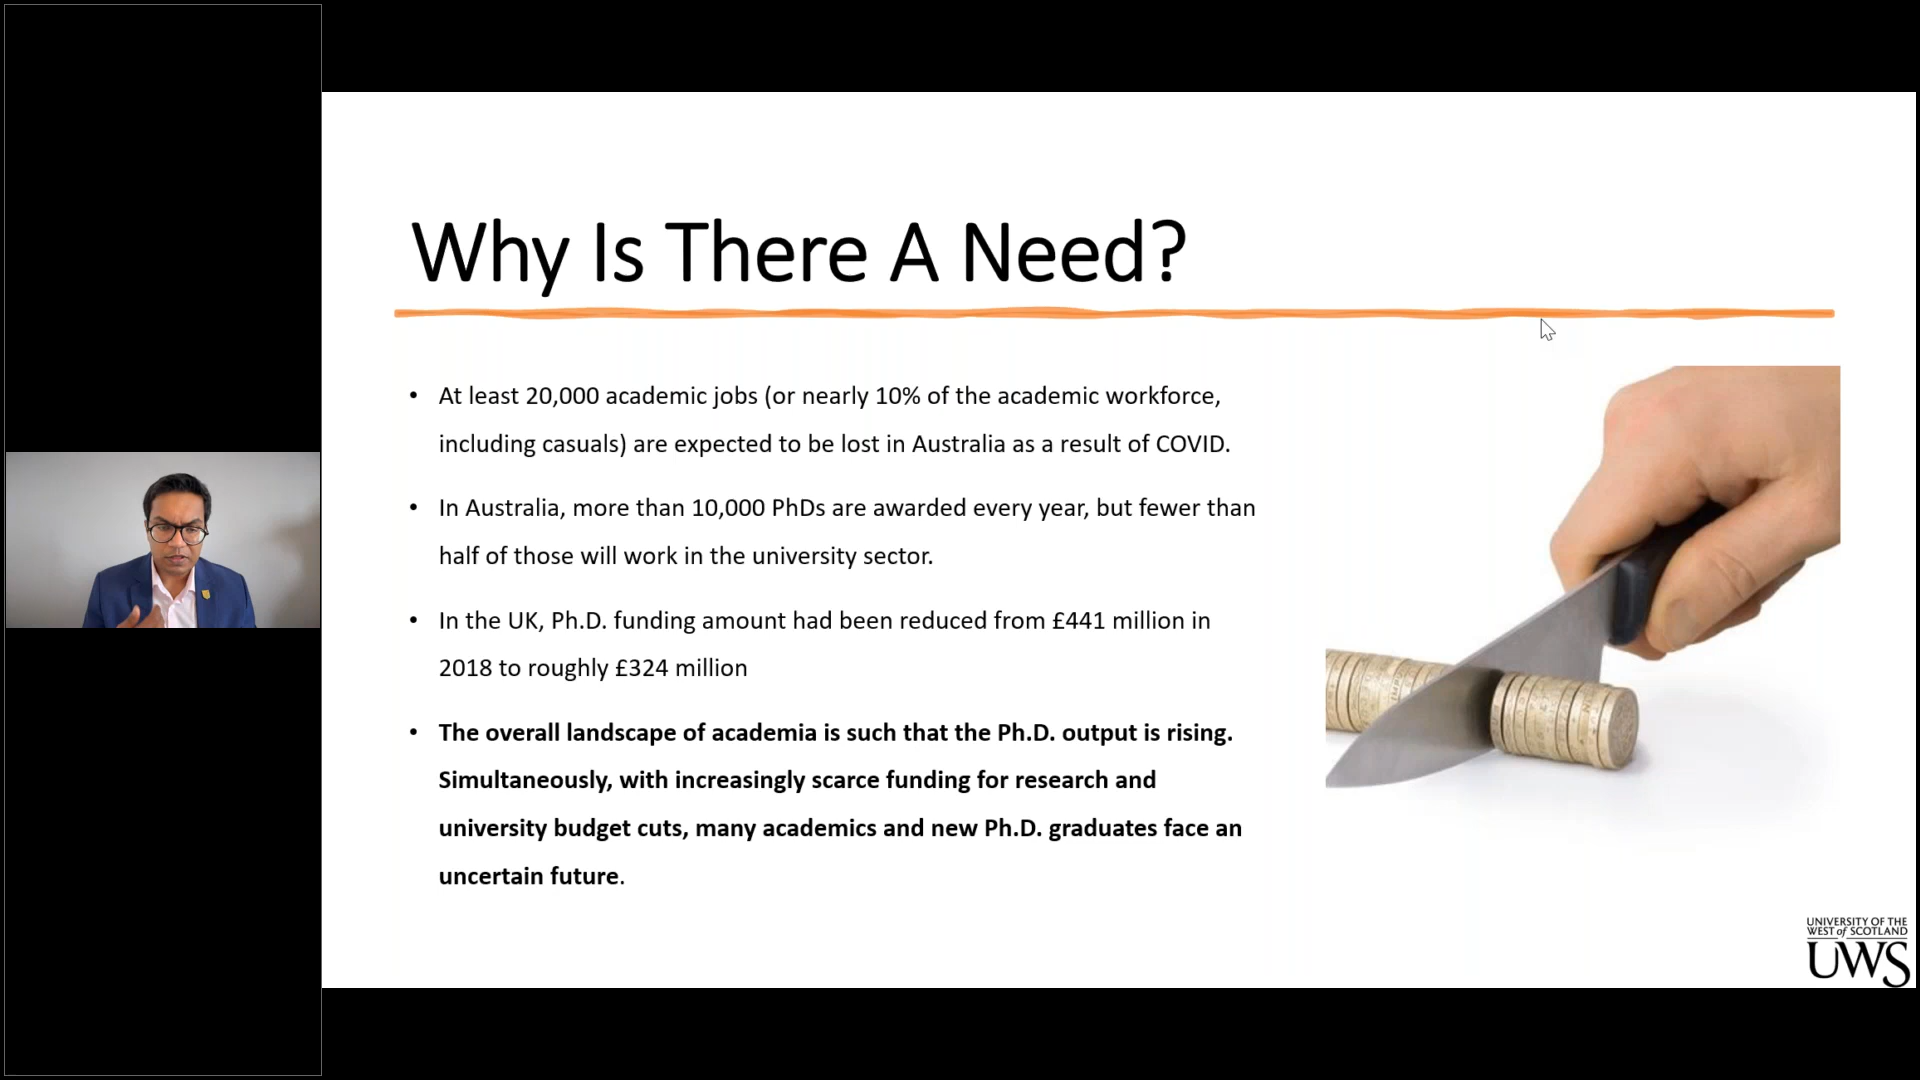 Why Is There A Need?
• At least 20,000 academic jobs (or nearly 10% of the academic workforce,
including casuals) are expected to be lost in Australia as a result of COVID.
• In Australia, more than 10,000 PhDs are awarded every year, but fewer than
half of those will work in the university sector.
• In the UK, Ph.D. funding amount had been reduced from £441 million in
2018 to roughly £324 million
• The overall landscape of academia is such that the Ph.D. output is rising.
Simultaneously, with increasingly scarce funding for research and
university budget cuts, many academics and new Ph.D. graduates face an
uncertain future.
UNIVERSITY OF THE
WEST of SCOTLAND
UWS